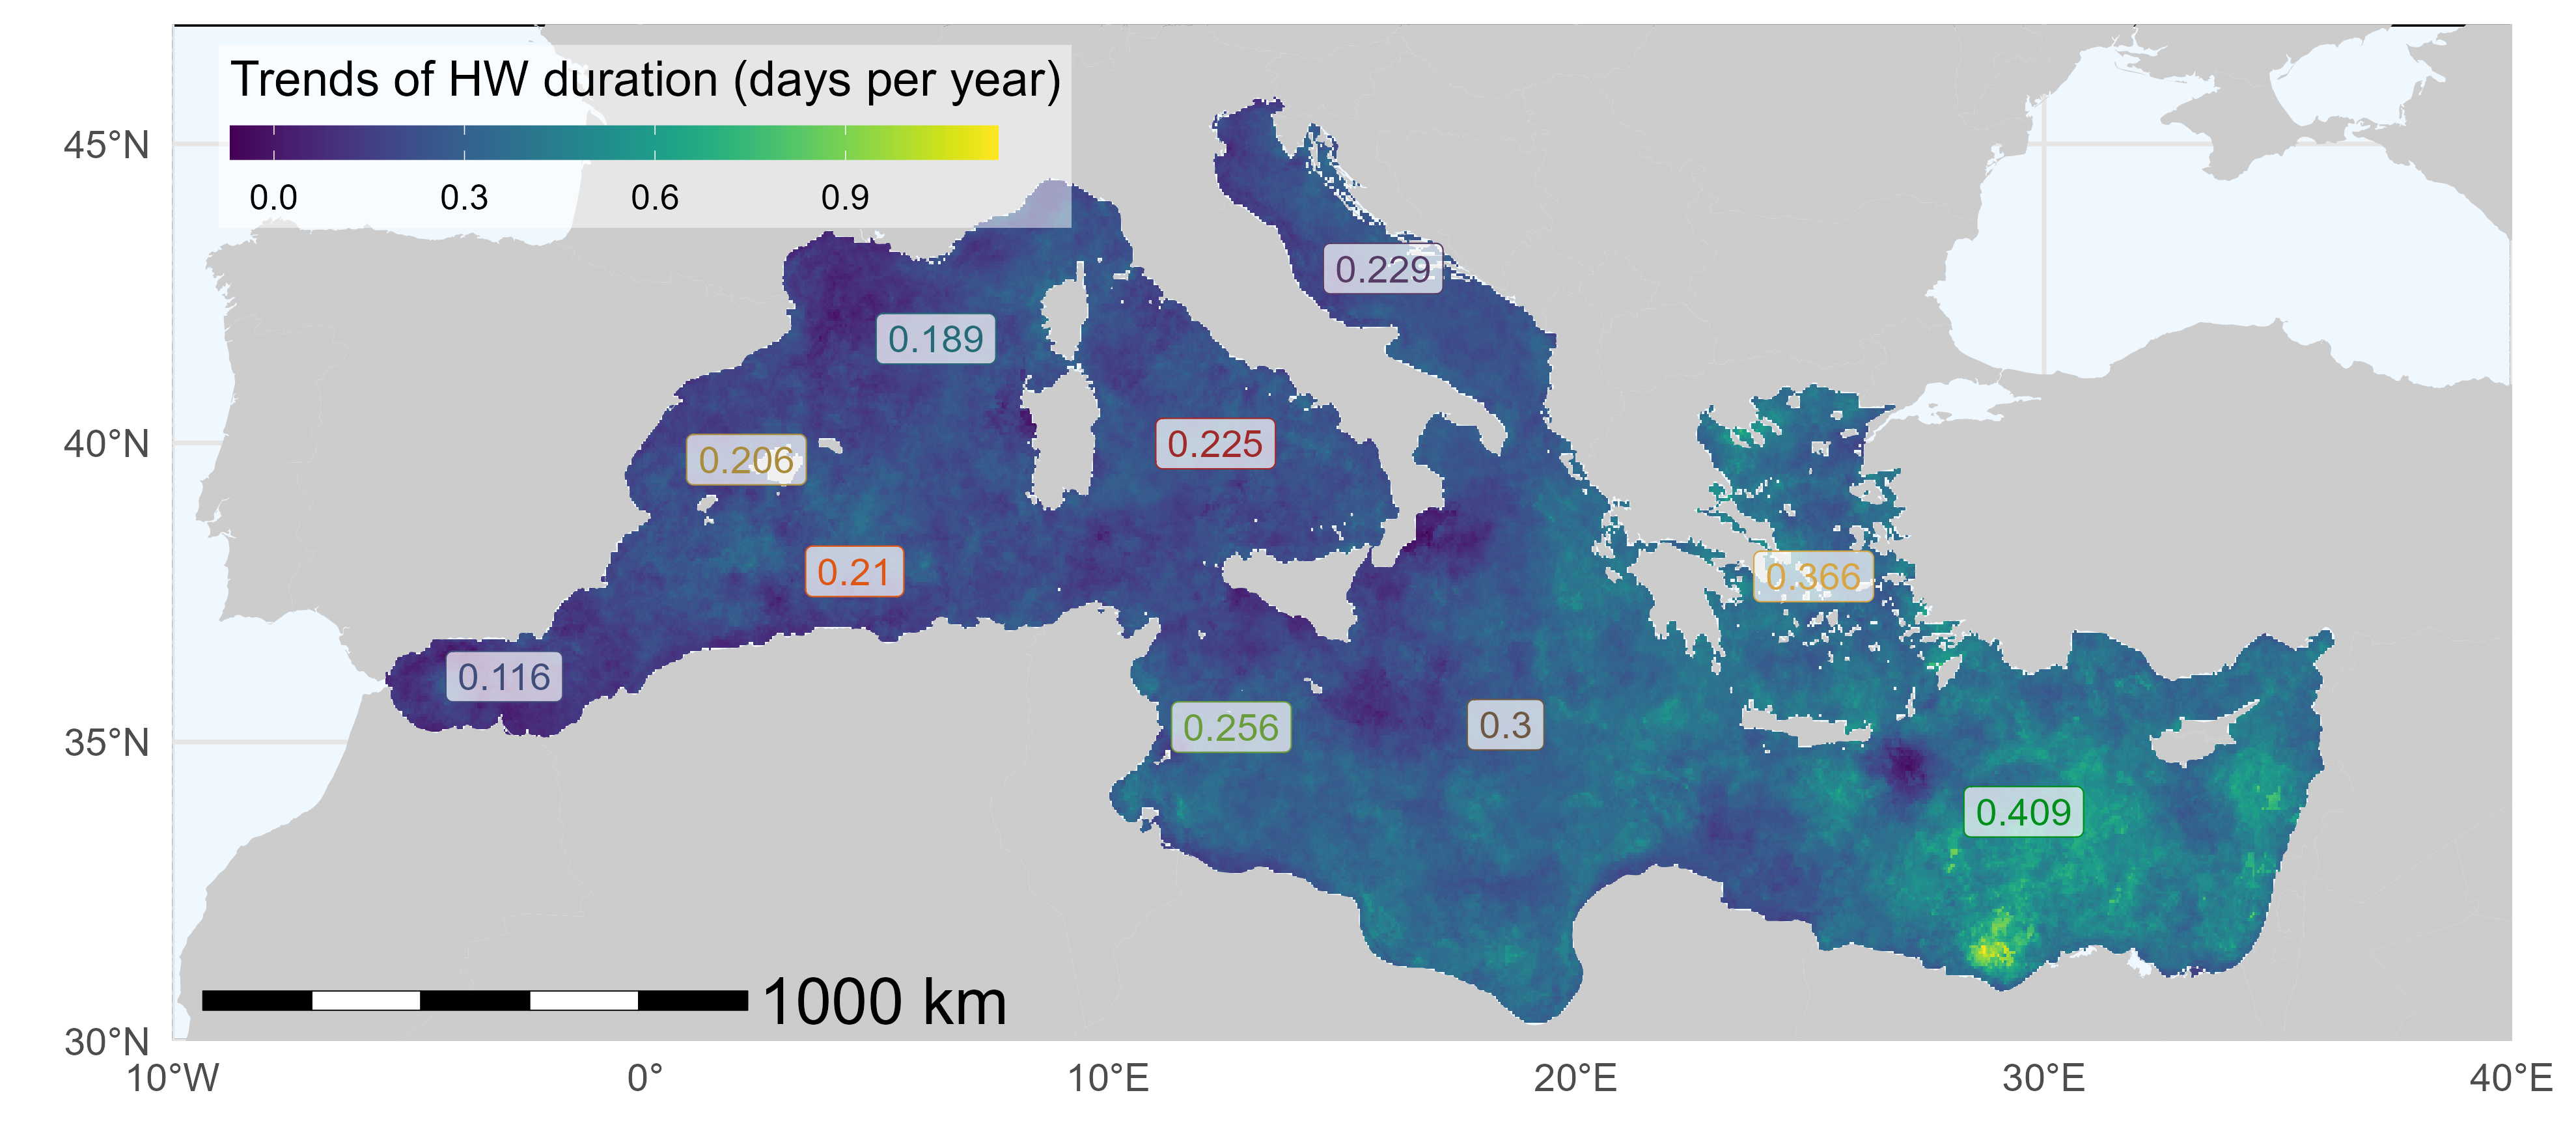 Trends of HW duration (days per year)
0.0 0.3 0.6 0.9
45°N
40°N
35°N
30°N
0.229
0.189
0.225
0.206
0.21
0.366
0.116
0.256
0.3
0.409
1000 km
10°W 0° 10°E 20°E 30°E 40°E